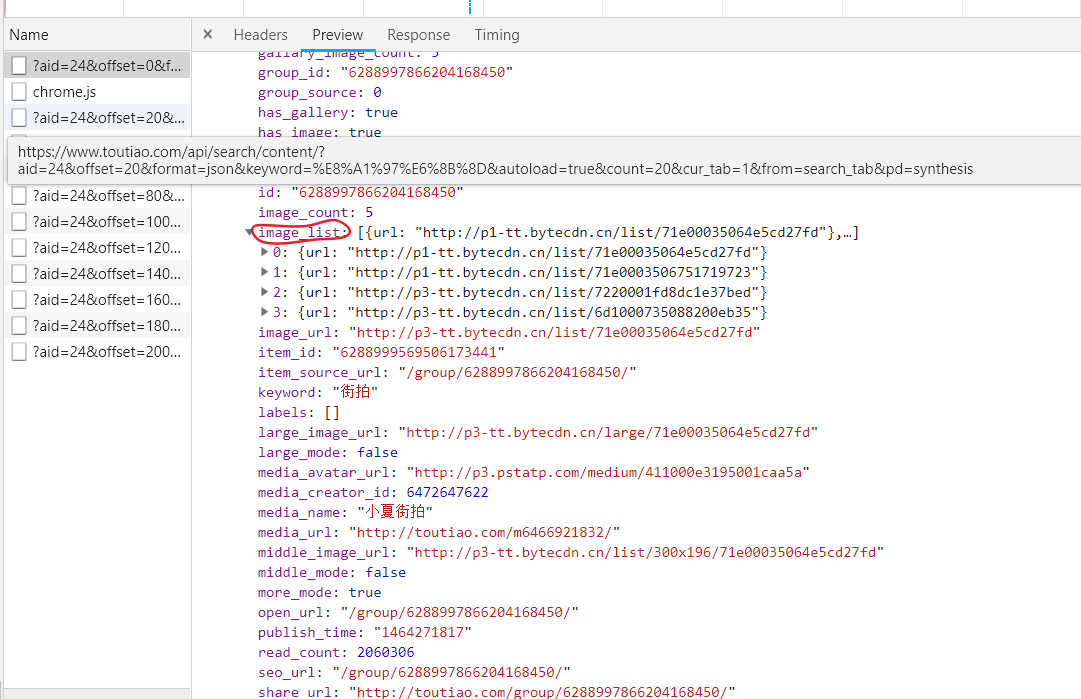 Name
× Headers Preview Response Timing
?aid=24&offset=0&f...
chrome.js
?aid=24&offset=20&...
https://www.toutiao.com/api/search/content/?
aid=24&offset=20&format=json&keyword=%E8%A1%97%E6%8B%8D&autoload=true&count=20&cur_tab=1&from=search_tab&pd=synthesis
?aid=24&offset=80&...
?aid=24&offset=100...
?aid=24&offset=120...
?aid=24&offset=140...
?aid=24&offset=160...
?aid=24&offset=180...
?aid=24&offset=200...
gallary_image_count: 5
group_id: "6288997866204168450"
group_source: 0
has_gallery: true
has_image: true
id: "6288997866204168450"
image_count: 5
image_list: [{url: "http://p1-tt.bytecdn.cn/list/71e00035064e5cd27fd"},…]
0: {url: "http://p1-tt.bytecdn.cn/list/71e00035064e5cd27fd"}
1: {url: "http://p1-tt.bytecdn.cn/list/71e0003506751719723"}
2: {url: "http://p3-tt.bytecdn.cn/list/7220001fd8dc1e37bed"}
3: {url: "http://p3-tt.bytecdn.cn/list/6d1000735088200eb35"}
image_url: "http://p3-tt.bytecdn.cn/list/71e00035064e5cd27fd"
item_id: "6288999569506173441"
item_source_url: "/group/6288997866204168450/"
keyword: "街拍"
labels: []
large_image_url: "http://p3-tt.bytecdn.cn/large/71e00035064e5cd27fd"
large_mode: false
media_avatar_url: "http://p3.pstatp.com/medium/411000e3195001caa5a"
media_creator_id: 6472647622
media_name: "小夏街拍"
media_url: "http://toutiao.com/m6466921832/"
middle_image_url: "http://p3-tt.bytecdn.cn/list/300x196/71e00035064e5cd27fd"
middle_mode: false
more_mode: true
open_url: "/group/6288997866204168450/"
publish_time: "1464271817"
read_count: 2060306
seo_url: "/group/6288997866204168450/"
share_url: "http://toutiao.com/group/6288997866204168450/"